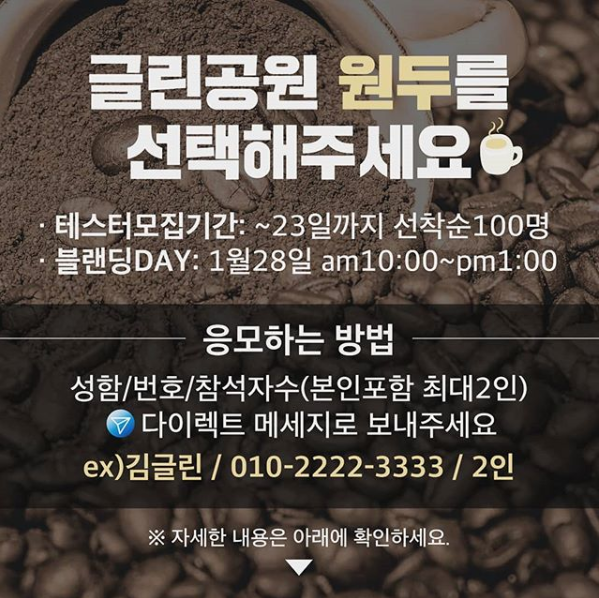 글린공원 원두를
선택해주세요
· 테스터모집기간: ~23일까지 선착순100명
· 블랜딩DAY: 1월28일 am10:00~pm1:00
응모하는 방법
성함/번호/참석자수(본인포함 최대2인)
다이렉트 메세지로 보내주세요
ex)김글린 / 010-2222-3333 / 2인
※ 자세한 내용은 아래에 확인하세요.